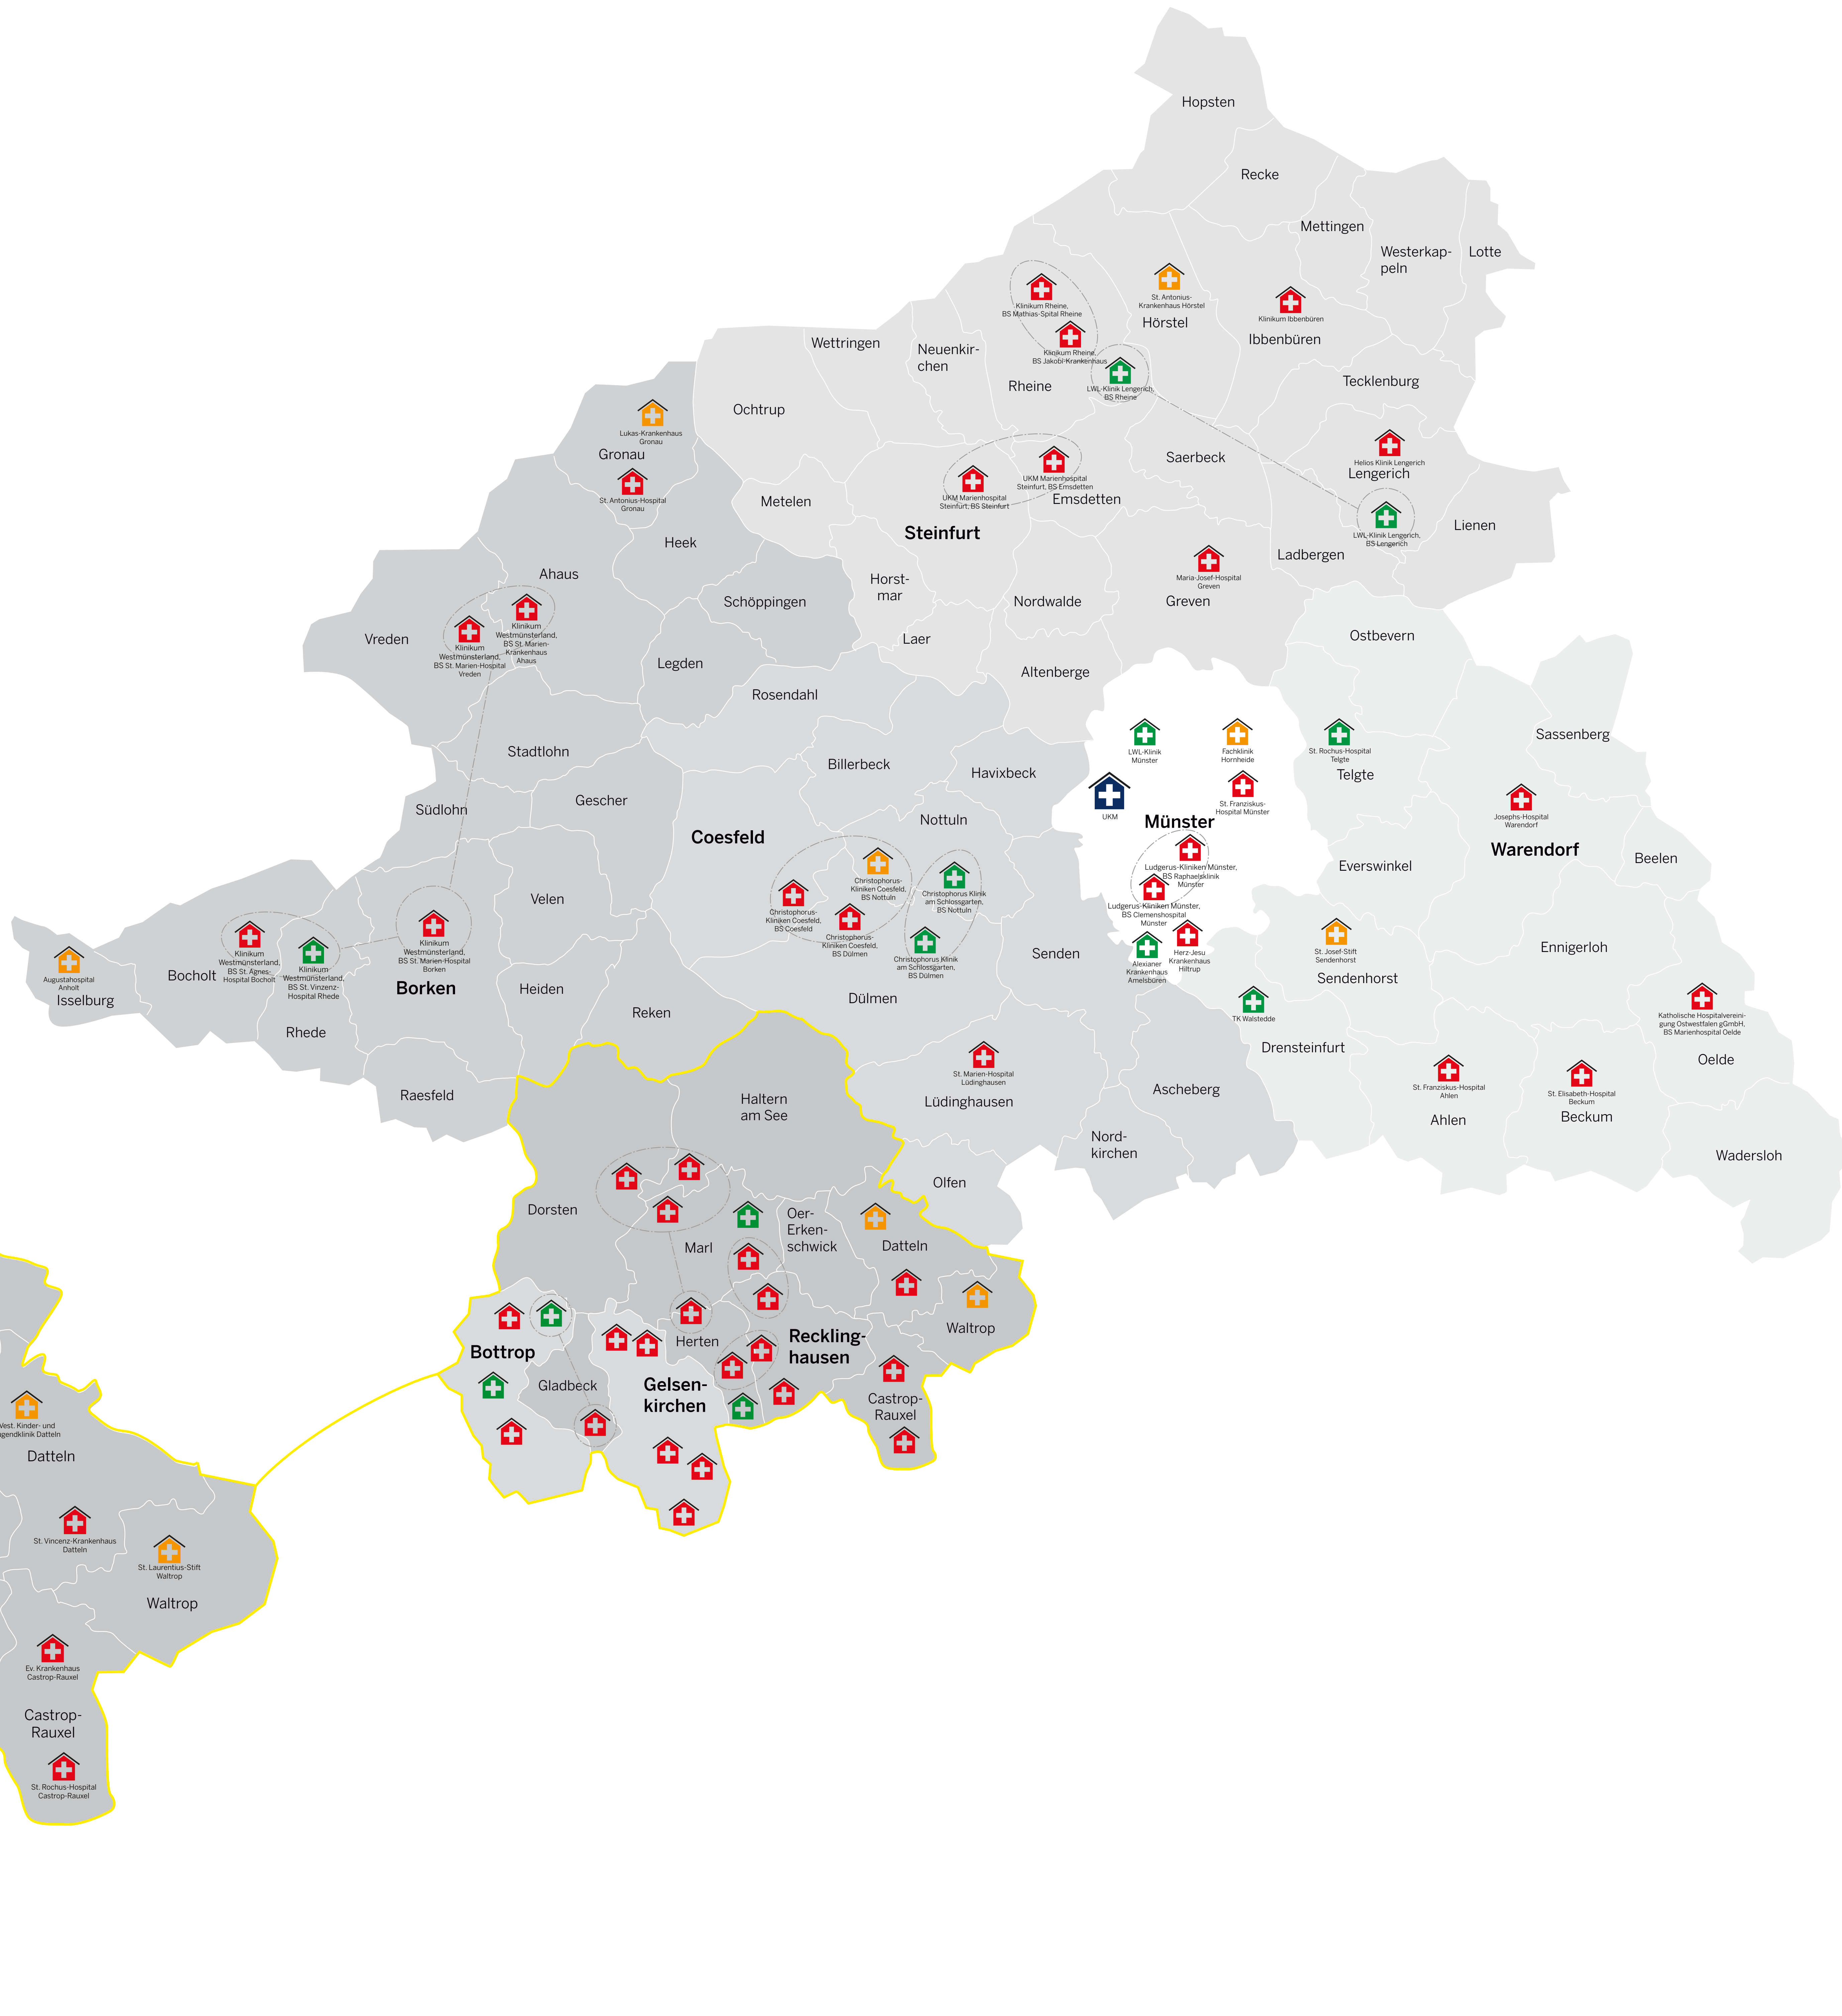 Hopsten
Recke
Mettingen
Westerkap-
peln
Lotte
Klinikum Rheine,
BS Mathias-Spital Rheine
St. Antonius-
Krankenhaus Hörstel
Hörstel
Klinikum Ibbenbüren
Ibbenbüren
Wettringen
Neuenkir-
chen
Klinikum Rheine,
BS Jakobi-Krankenhaus
Rheine
LWL-Klinik Lengerich,
BS Rheine
Tecklenburg
Ochtrup
Lukas-Krankenhaus
Gronau
Gronau
St. Antonius-Hospital
Gronau
Saerbeck
Helios Klinik Lengerich
Lengerich
Metelen
UKM Marienhospital
Steinfurt, BS Steinfurt
UKM Marienhospital
Steinfurt, BS Emsdetten
Emsdetten
Steinfurt
LWL-Klinik Lengerich,
BS Lengerich
Lienen
Ladbergen
Heek
Ahaus
Horst-
mar
Maria-Josef-Hospital
Greven
Greven
Schöppingen
Nordwalde
Vreden
Klinikum
Westmünsterland,
BS St. Marien-Hospital
Vreden
Klinikum
Westmünsterland,
BS St. Marien-
Krankenhaus
Ahaus
Laer
Ostbevern
Legden
Altenberge
Rosendahl
Stadtlohn
LWL-Klinik
Münster
Fachklinik
Hornheide
St. Rochus-Hospital
Telgte
Telgte
Sassenberg
Billerbeck
Havixbeck
UKM
St. Franziskus-
Hospital Münster
Münster
Südlohn
Gescher
Coesfeld
Nottuln
Josephs-Hospital
Warendorf
Warendorf
Beelen
Everswinkel
Ludgerus-Kliniken Münster,
BS Raphaelsklinik
Münster
Ludgerus-Kliniken Münster,
BS Clemenshospital
Münster
Velen
Christophorus-
Kliniken Coesfeld,
BS Coesfeld
Christophorus-
Kliniken Coesfeld,
BS Nottuln
Christophorus Klinik
am Schlossgarten,
BS Nottuln
Christophorus-
Kliniken Coesfeld,
BS Dülmen
Christophorus Klinik
am Schlossgarten,
BS Dülmen
Senden
Alexianer
Krankenhaus
Amelsbüren
Herz-Jesu
Krankenhaus
Hiltrup
St. Josef-Stift
Sendenhorst
Sendenhorst
Ennigerloh
Augustahospital
Anholt
Isselburg
Bocholt
Klinikum
Westmünsterland,
BS St. Agnes-
Hospital Bocholt
Klinikum
Westmünsterland,
BS St. Vinzenz-
Hospital Rhede
Rhede
Klinikum
Westmünsterland,
BS St. Marien-Hospital
Borken
Borken
Heiden
Reken
Dülmen
TK Walstedde
Drensteinfurt
Katholische Hospitalvereini-
gung Ostwestfalen gGmbH,
BS Marienhospital Oelde
Oelde
Raesfeld
Haltern
am See
St. Marien-Hospital
Lüdinghausen
Lüdinghausen
Ascheberg
St. Franziskus-Hospital
Ahlen
Ahlen
St. Elisabeth-Hospital
Beckum
Beckum
Nord-
kirchen
Wadersloh
Olfen
Dorsten
Marl
Oer-
Erken-
schwick
Datteln
Waltrop
Herten
Reckling-
hausen
Bottrop
Gladbeck
Gelsen-
kirchen
Castrop-
Rauxel
Vest. Kinder- und
gendklinik Datteln
Datteln
St. Vincenz-Krankenhaus
Datteln
St. Laurentius-Stift
Waltrop
Waltrop
Ev. Krankenhaus
Castrop-Rauxel
Castrop-
Rauxel
St. Rochus-Hospital
Castrop-Rauxel